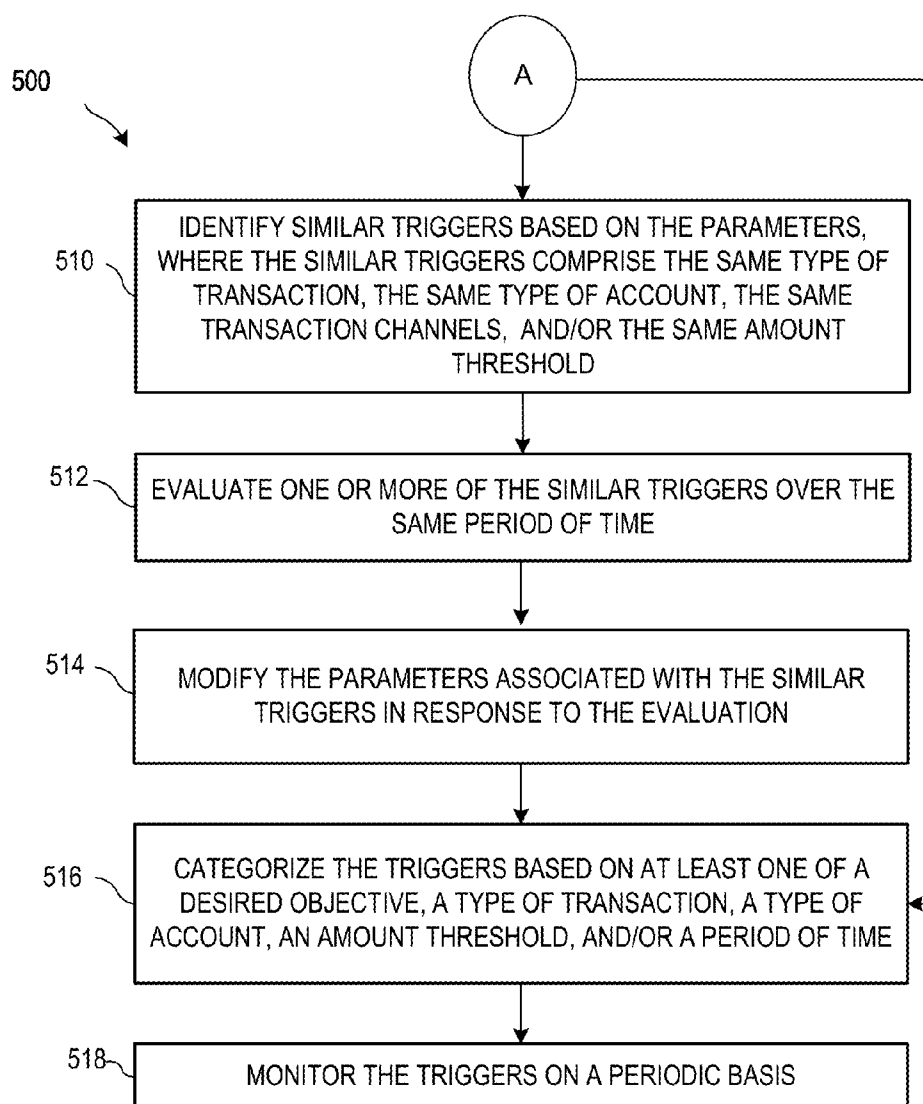 500
A
510
IDENTIFY SIMILAR TRIGGERS BASED ON THE PARAMETERS,
WHERE THE SIMILAR TRIGGERS COMPRISE THE SAME TYPE OF
TRANSACTION, THE SAME TYPE OF ACCOUNT, THE SAME
TRANSACTION CHANNELS, AND/OR THE SAME AMOUNT
THRESHOLD
512
EVALUATE ONE OR MORE OF THE SIMILAR TRIGGERS OVER THE
SAME PERIOD OF TIME
514
MODIFY THE PARAMETERS ASSOCIATED WITH THE SIMILAR
TRIGGERS IN RESPONSE TO THE EVALUATION
516
CATEGORIZE THE TRIGGERS BASED ON AT LEAST ONE OF A
DESIRED OBJECTIVE, A TYPE OF TRANSACTION, A TYPE OF
ACCOUNT, AN AMOUNT THRESHOLD, AND/OR A PERIOD OF TIME
518
MONITOR THE TRIGGERS ON A PERIODIC BASIS